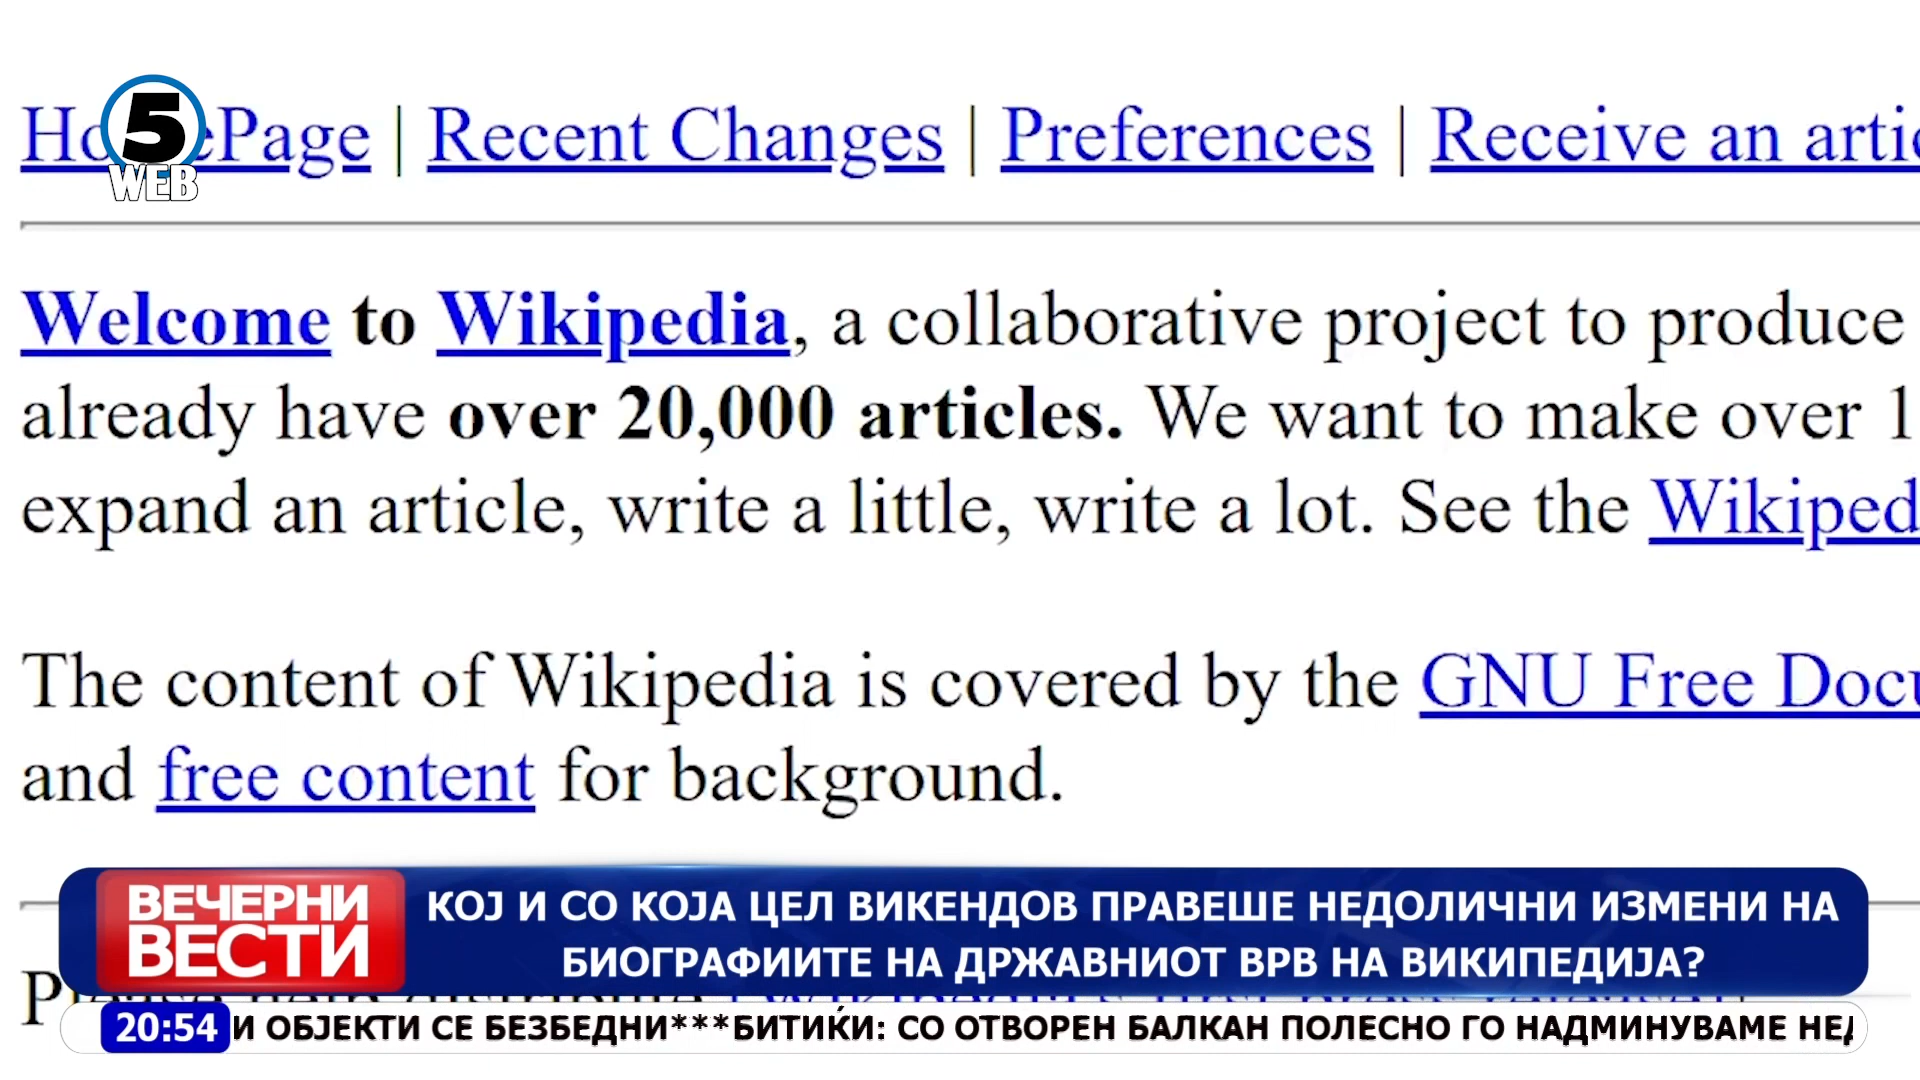 5
WEB
HomePage | Recent Changes | Preferences | Receive an
Welcome to Wikipedia, a collaborative project to produce
already have over 20,000 articles. We want to make over 1
expand an article, write a little, write a lot. See the
The content of Wikipedia is covered by the GNU Free
and free content for background.
ВЕЧЕРНИ
ВЕСТИ
КОЈ И СО КОЈА ЦЕЛ ВИКЕНДОВ ПРАВЕШЕ НЕДОЛИЧНИ ИЗМЕНИ НА
БИОГРАФИИТЕ НА ДРЖАВНИОТ ВРВ НА ВИКИПЕДИЈА?
20:54 И ОБЈЕКТИ СЕ БЕЗБЕДНИ***БИТИЌИ: СО ОТВОРЕН БАЛКАН ПОЛЕСНО ГО НАДМИНУВАМЕ